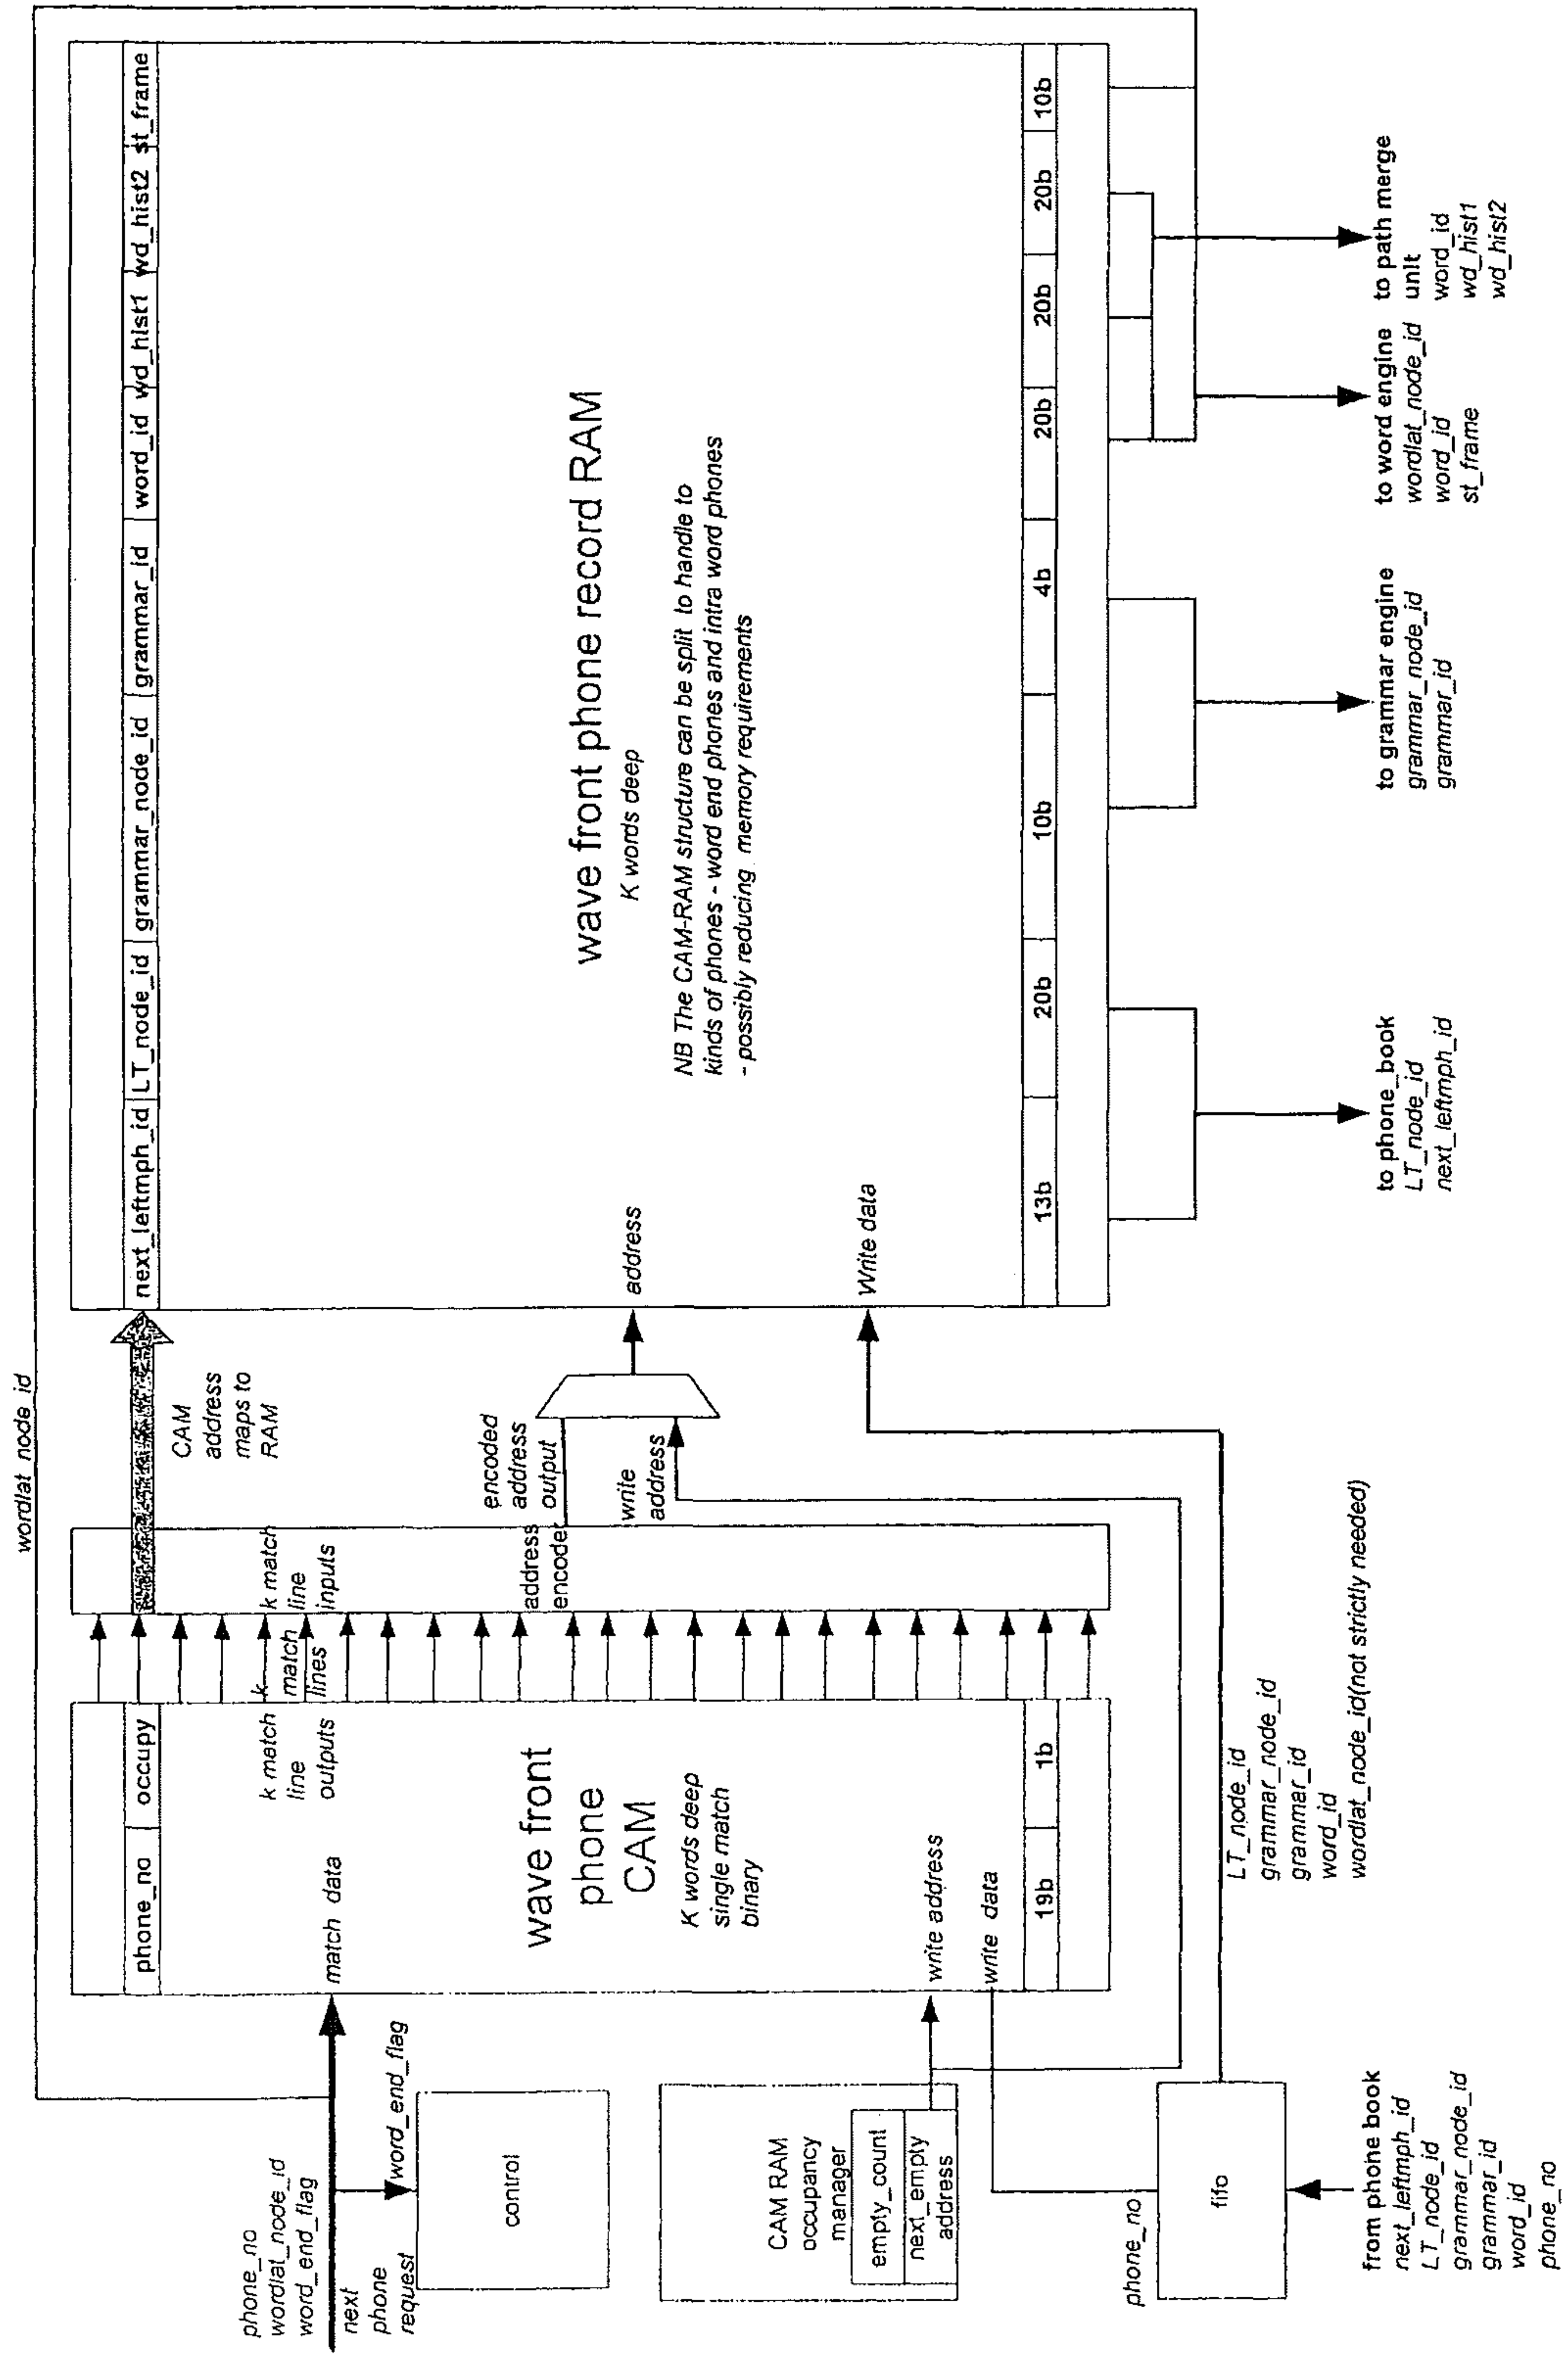 wordlat_node_id
phone_no
wordlat_node_id
word_end_flag
next
phone
request
word_end_flag
control
match data
phone_no
occupy
k match
line
outputs
k
match
lines
k match
line
inputs
wave front
phone
CAM
K words deep
single match
binary
write address
write data
19b
1b
address
encoder
CAM
address
maps to
RAM
encoded
address
output
write
address
CAM RAM
occupancy
manager
empty_count
next_empty
address
phone_no
fifo
from phone book
next_leftmph_id
LT_node_id
grammar_node_id
grammar_id
word_id
phone_no
LT_node_id
grammar_node_id
grammar_id
word_id
wordlat_node_id(not strictly needed)
next_leftmph_id
LT_node_id
grammar_node_id
grammar_id
word_id
wd_hist1
wd_hist2
st_frame
wave front phone record RAM
K words deep
NB The CAM-RAM structure can be split to handle to
kinds of phones - word end phones and intra word phones
- possibly reducing memory requirements
address
Write data
13b
20b
10b
4b
20b
20b
20b
10b
to phone_book
LT_node_id
next_leftmph_id
to grammar engine
grammar_node_id
grammar_id
to word engine
wordlat_node_id
word_id
st_frame
to path merge
unit
word_id
wd_hist1
wd_hist2